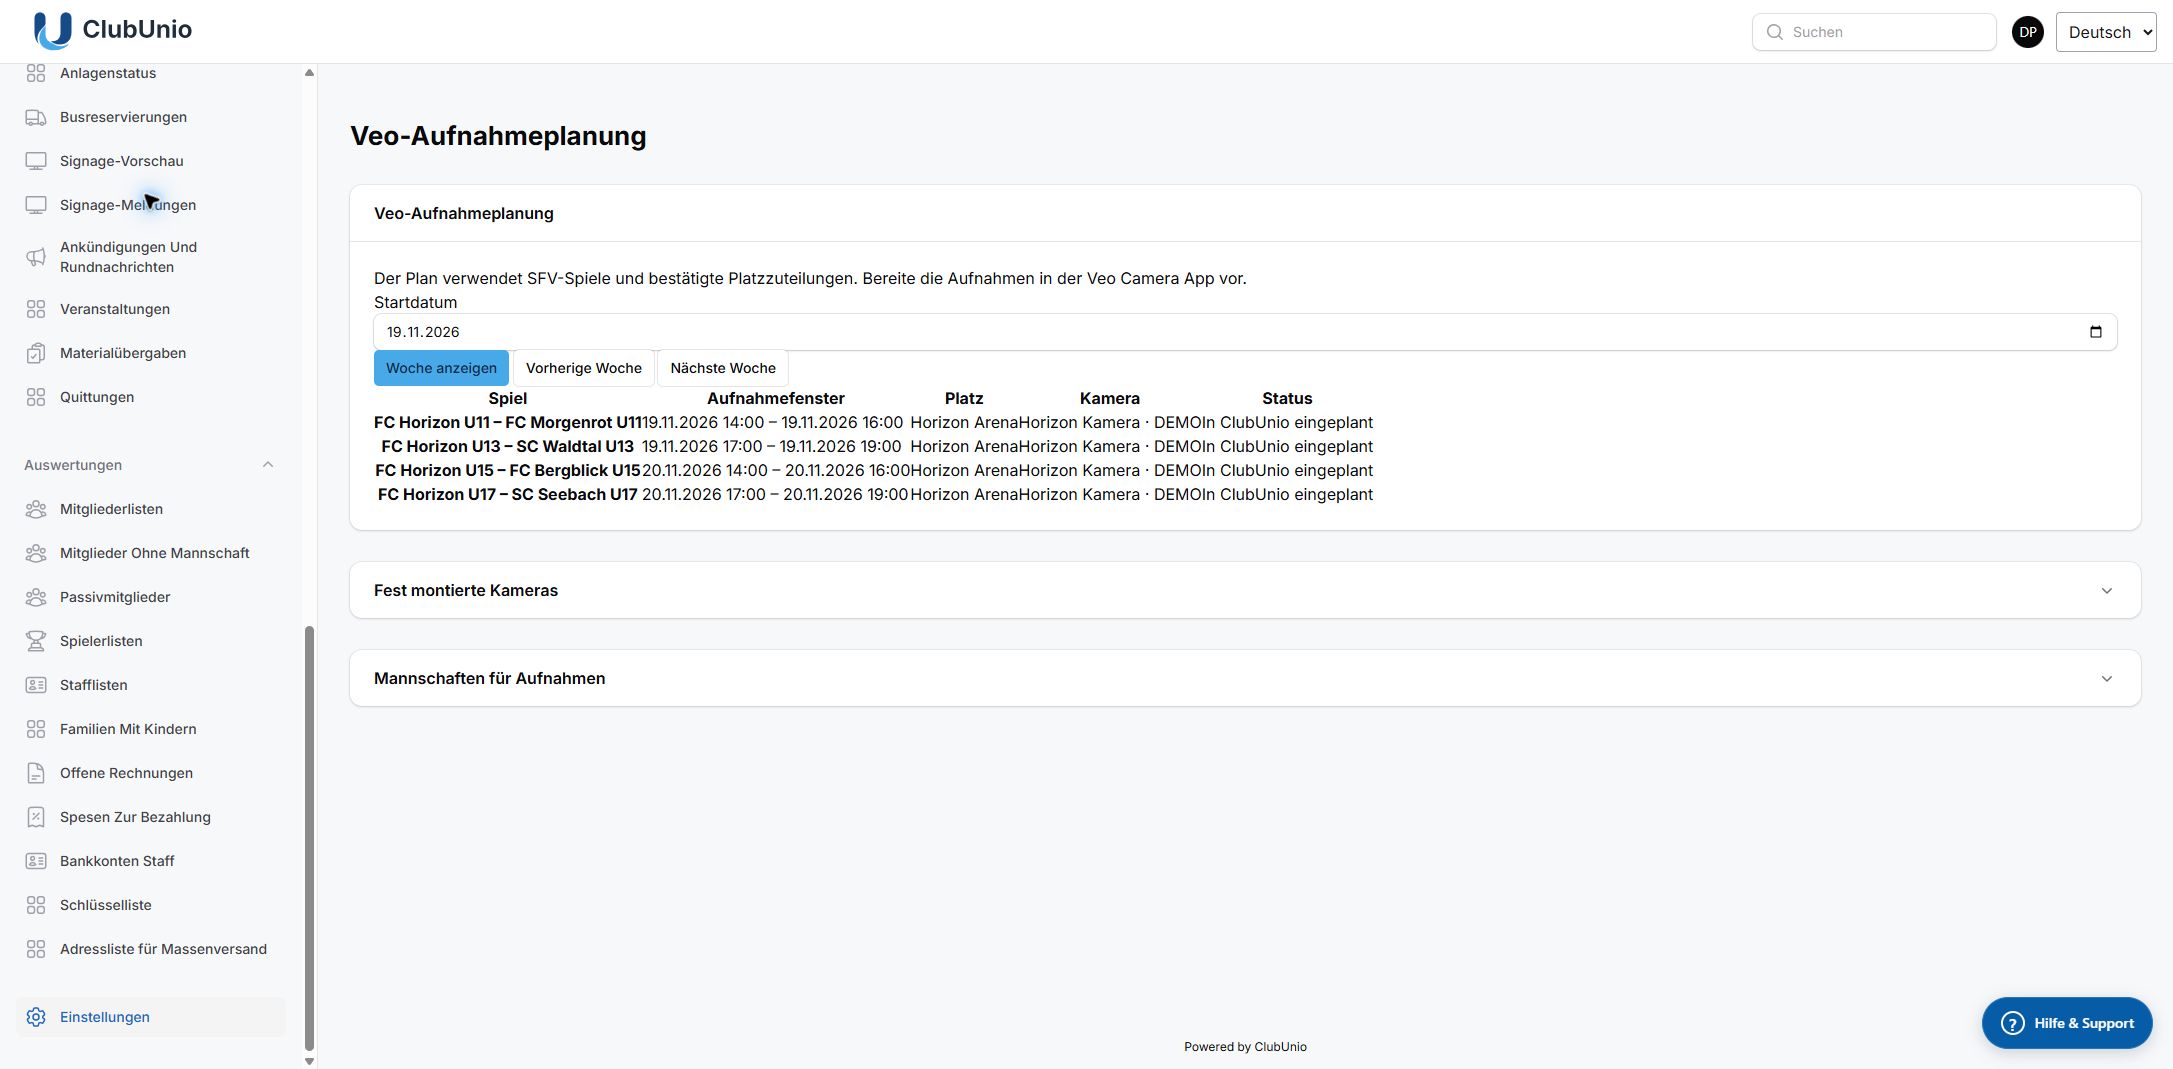 ClubUnio
Suchen
DP
Deutsch
Anlagenstatus
Busreservierungen
Signage-Vorschau
Signage-Meldungen
Ankündigungen Und
Rundnachrichten
Veranstaltungen
Materialübergaben
Quittungen
Auswertungen
Mitgliederlisten
Mitglieder Ohne Mannschaft
Passivmitglieder
Spielerlisten
Stafflisten
Familien Mit Kindern
Offene Rechnungen
Spesen Zur Bezahlung
Bankkonten Staff
Schlüsselliste
Adressliste für Massenversand
Einstellungen
Veo-Aufnahmeplanung
Veo-Aufnahmeplanung
Der Plan verwendet SFV-Spiele und bestätigte Platzzuteilungen. Bereite die Aufnahmen in der Veo Camera App vor.
Startdatum
19.11.2026
Woche anzeigen Vorherige Woche Nächste Woche
Spiel Aufnahmefenster Platz Kamera Status
FC Horizon U11 – FC Morgenrot U11 19.11.2026 14:00 – 19.11.2026 16:00 Horizon Arena Horizon Kamera · DEMO In ClubUnio eingeplant
FC Horizon U13 – SC Waldtal U13 19.11.2026 17:00 – 19.11.2026 19:00 Horizon Arena Horizon Kamera · DEMO In ClubUnio eingeplant
FC Horizon U15 – FC Bergblick U15 20.11.2026 14:00 – 20.11.2026 16:00 Horizon Arena Horizon Kamera · DEMO In ClubUnio eingeplant
FC Horizon U17 – SC Seebach U17 20.11.2026 17:00 – 20.11.2026 19:00 Horizon Arena Horizon Kamera · DEMO In ClubUnio eingeplant
Fest montierte Kameras
Mannschaften für Aufnahmen
Hilfe & Support
Powered by ClubUnio